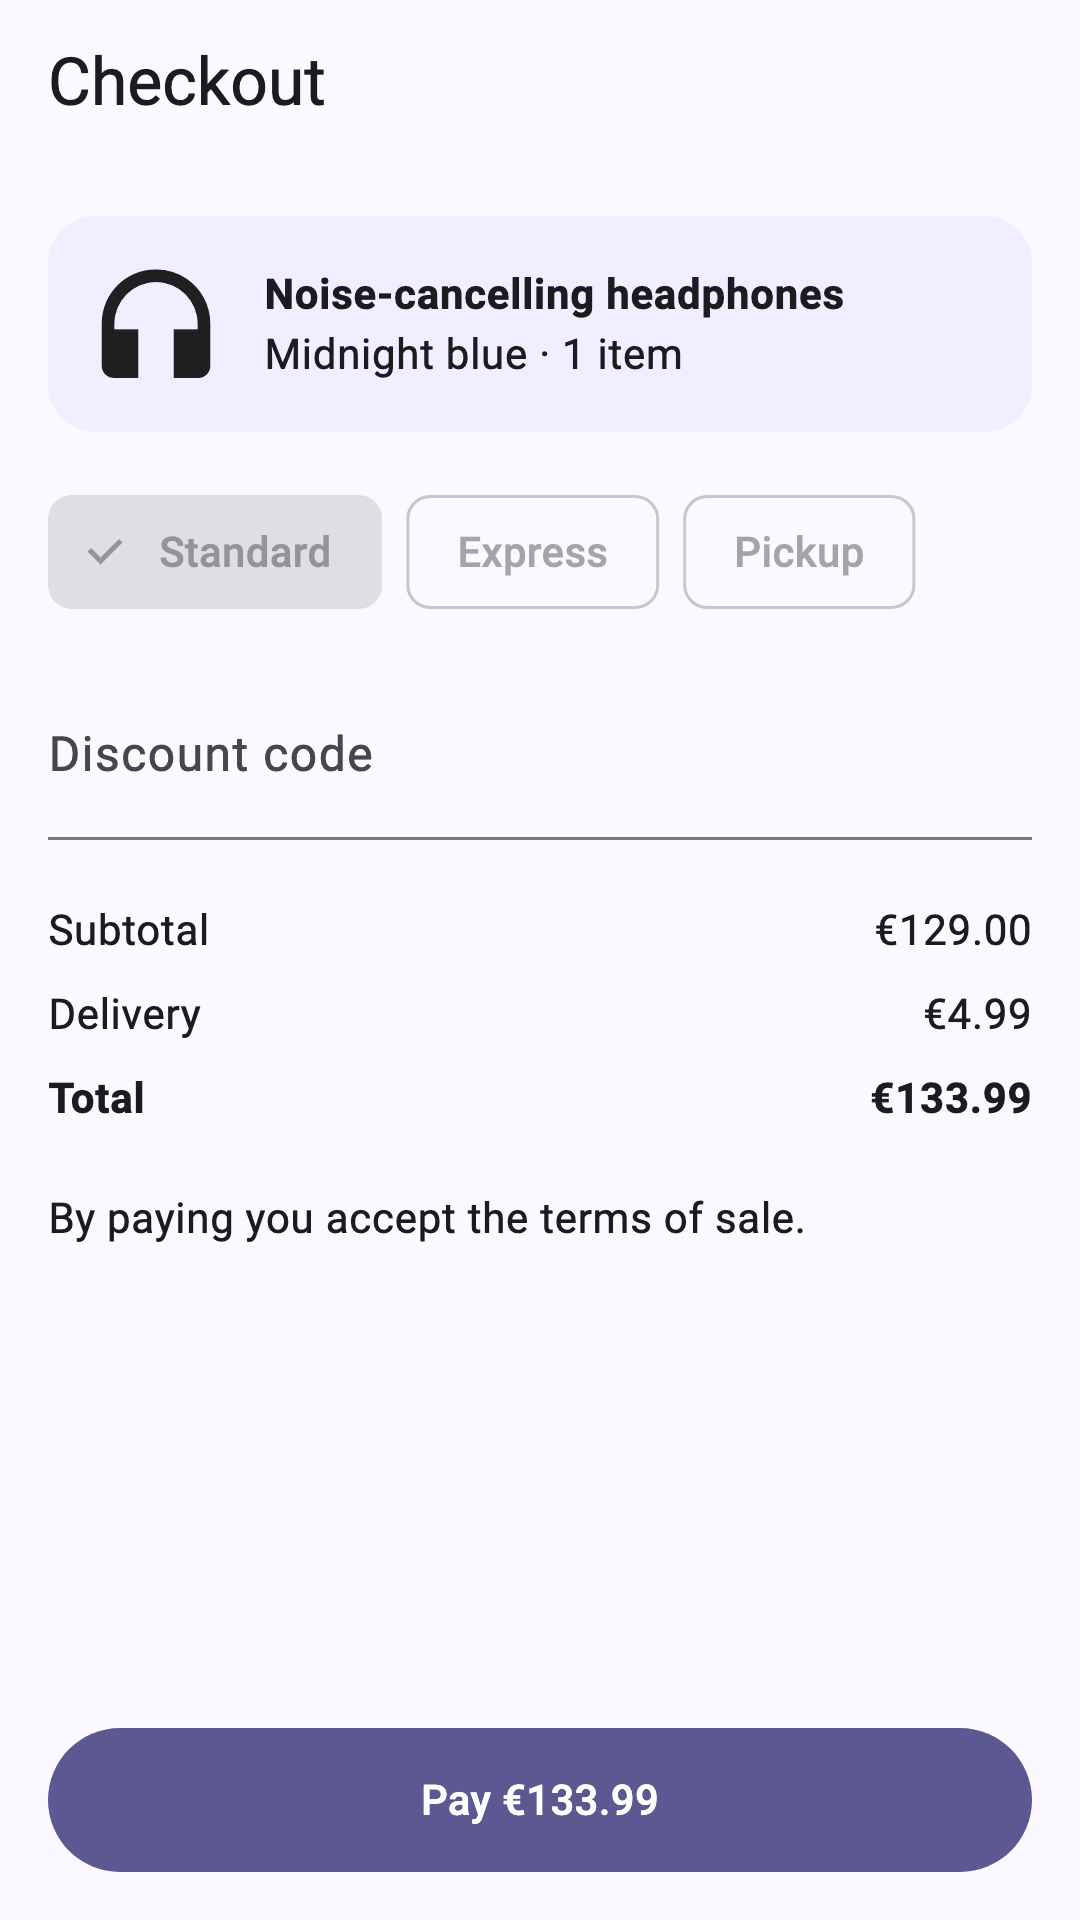 Checkout
Noise-cancelling headphones
Midnight blue · 1 item
Standard
Express
Pickup
Discount code
Subtotal €129.00
Delivery €4.99
Total €133.99
By paying you accept the terms of sale.
Pay €133.99